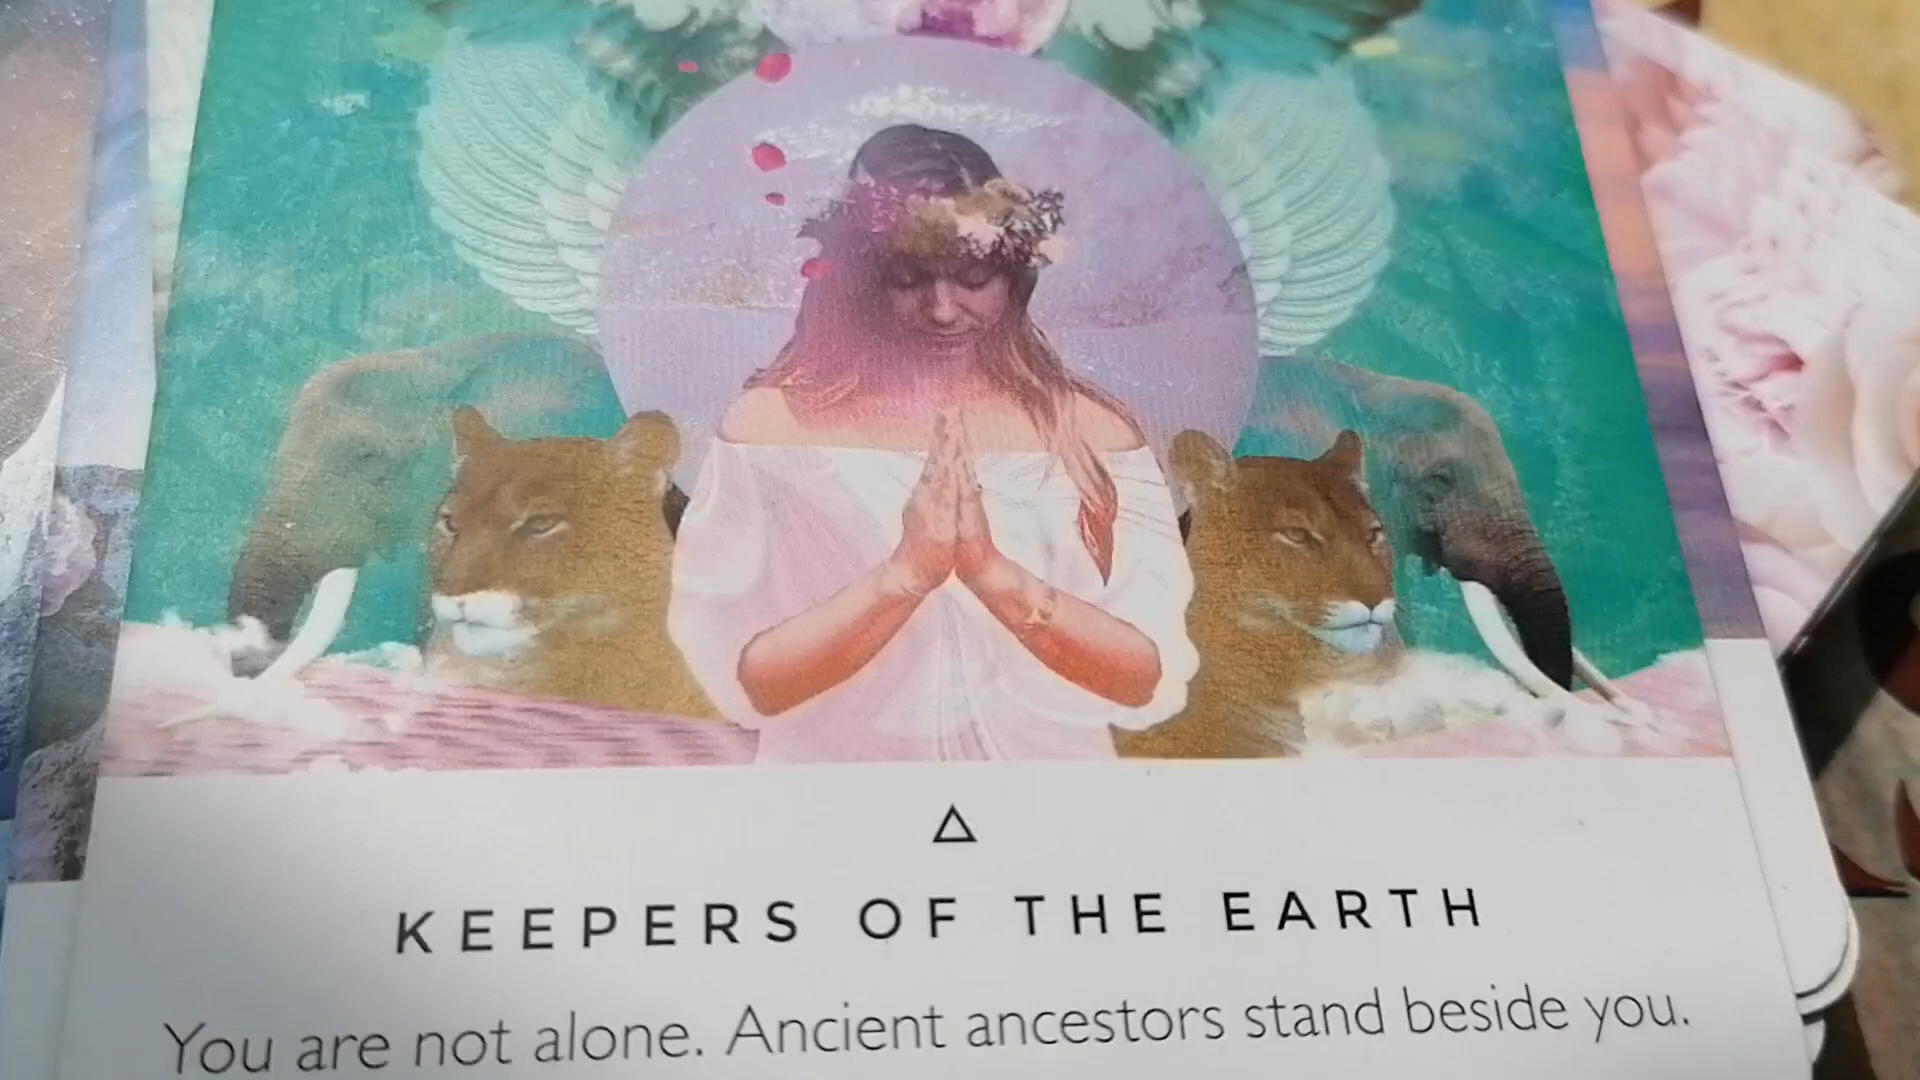 KEEPERS OF THE EARTH
You are not alone. Ancient ancestors stand beside you.